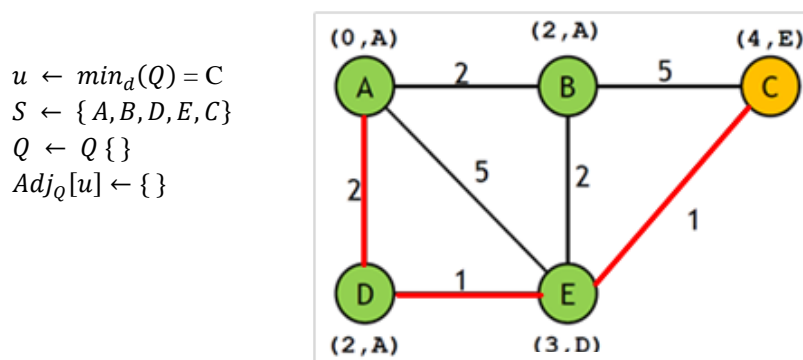 u ← min_d(Q) = C
S ← { A, B, D, E, C}
Q ← Q { }
Adj_Q[u] ← { }
(0,A) (2,A) (4,E)
A 2 B 5 C
2 5 2 1
D 1 E
(2,A) (3,D)